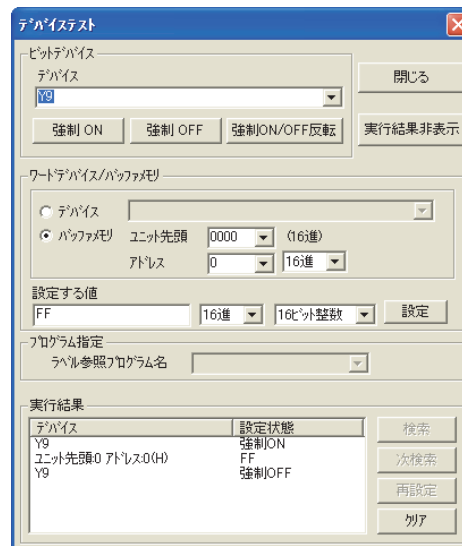 ﾃﾞﾊﾞｲｽﾃｽﾄ
ﾋﾞｯﾄﾃﾞﾊﾞｲｽ
ﾃﾞﾊﾞｲｽ
Y9
閉じる
強制 ON 強制 OFF 強制ON/OFF反転 実行結果非表示
ﾜｰﾄﾞﾃﾞﾊﾞｲｽ/ﾊﾞｯﾌｧﾒﾓﾘ
ﾃﾞﾊﾞｲｽ
ﾊﾞｯﾌｧﾒﾓﾘ ﾕﾆｯﾄ先頭 0000 (16進)
ｱﾄﾞﾚｽ 0 16進
設定する値
FF 16進 16ﾋﾞｯﾄ整数 設定
ﾌﾟﾛｸﾞﾗﾑ指定
ﾗﾍﾞﾙ参照ﾌﾟﾛｸﾞﾗﾑ名
実行結果
ﾃﾞﾊﾞｲｽ 設定状態 検索
Y9 強制ON
ﾕﾆｯﾄ先頭:0 ｱﾄﾞﾚｽ:0(H) FF 次検索
Y9 強制OFF
再設定
ｸﾘｱ